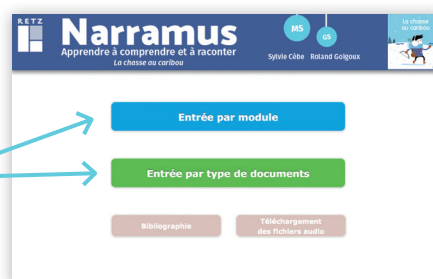 RETZ
Narramus
Apprendre à comprendre et à raconter
La chasse au caribou
MS
GS
Sylvie Cèbe Roland Goigoux
La chasse
au caribou
Entrée par module
Entrée par type de documents
Bibliographie
Téléchargement
des fichiers audio